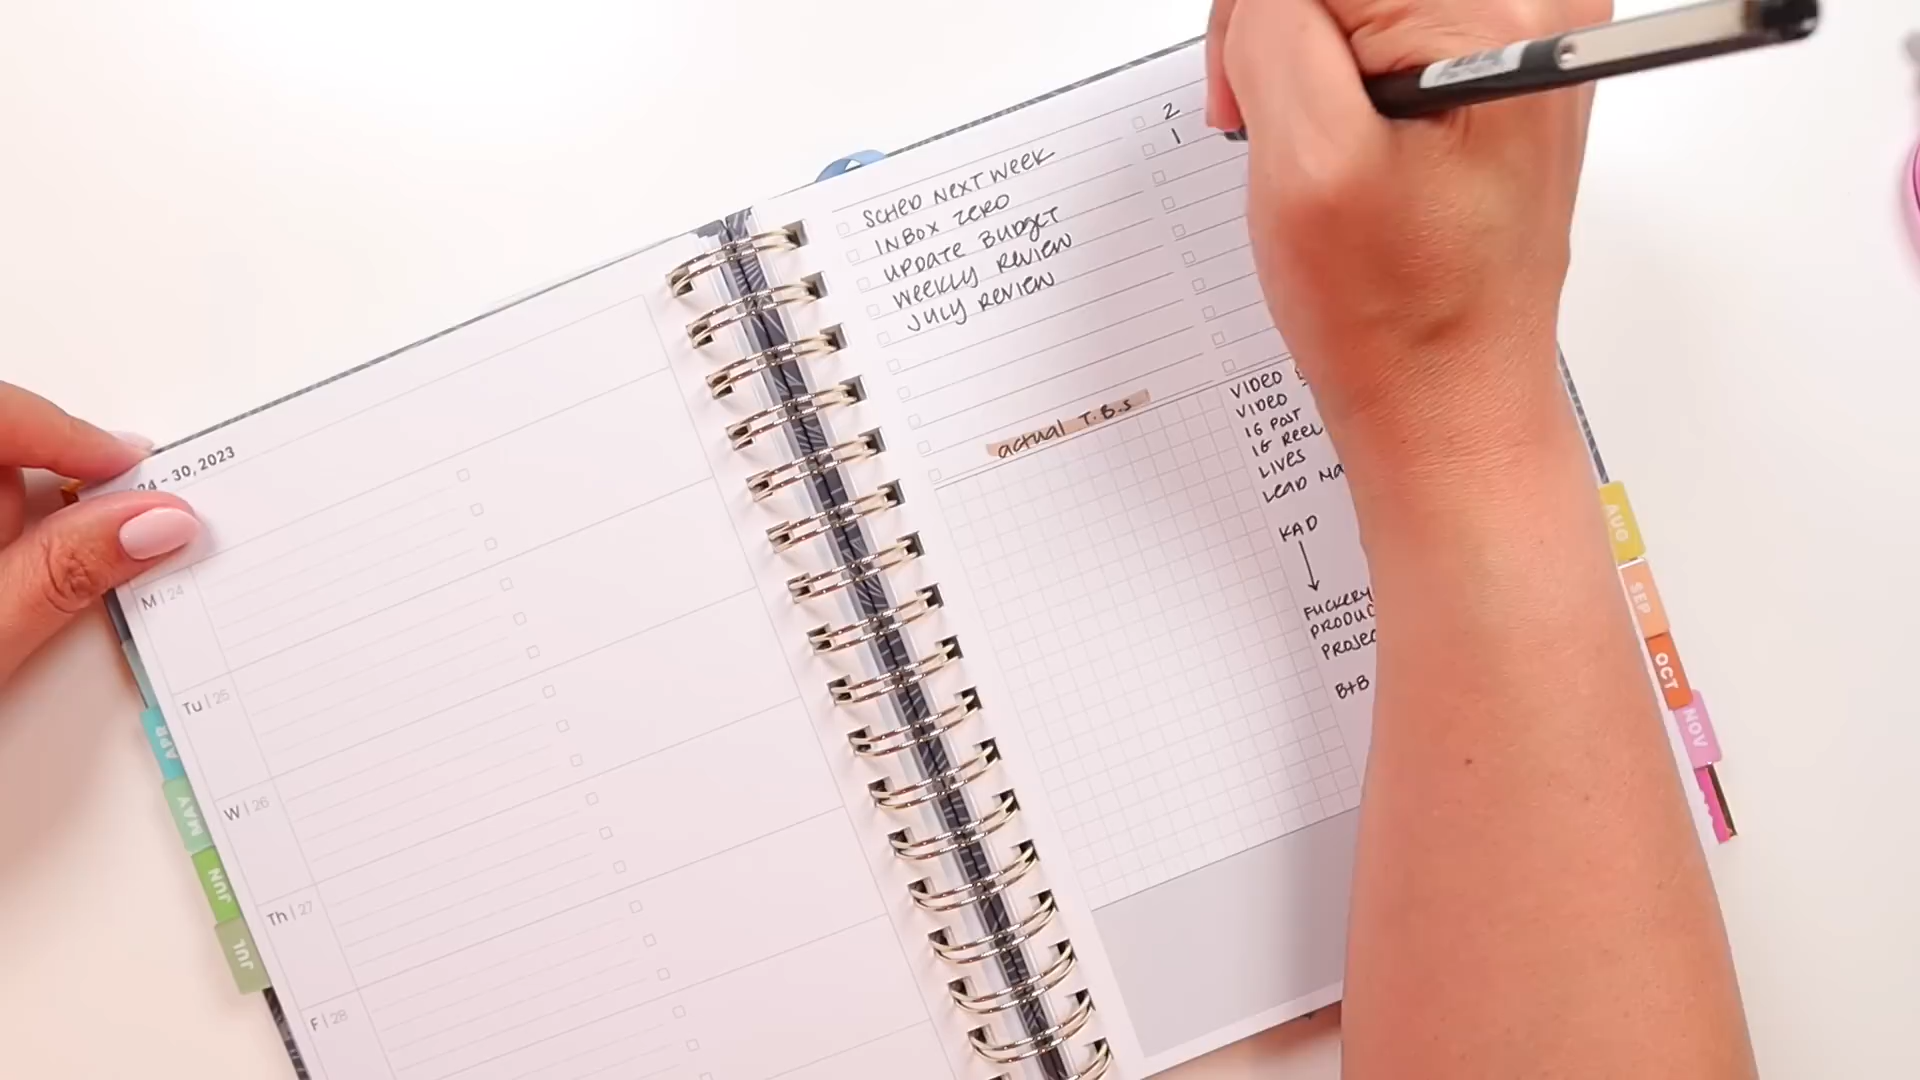 24 - 30, 2023
M | 24
Tu | 25
W | 26
Th | 27
F | 28
APR
MAY
JUN
JUL
SCHED NEXT WEEK
INBOX ZERO
UPDATE BUDGET
WEEKLY REVIEW
JULY REVIEW
2
1
actual T.B.s
VIDEO
VIDEO
IG POST
IG REEL
LIVES
LEAD
KAD
FUCKERY
B+B
AUG
SEP
OCT
NOV